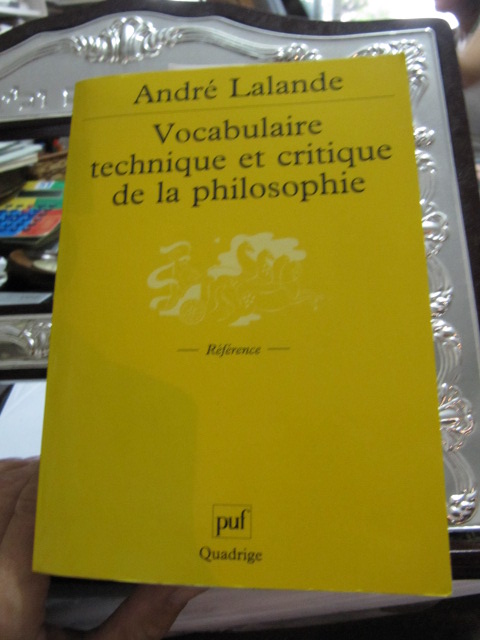 André Lalande
Vocabulaire
technique et critique
de la philosophie
— Référence —
puf
Quadrige